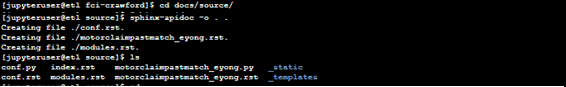 [jupyteruser@etl fci-crawford]$ cd docs/source/
[jupyteruser@etl source]$ sphinx-apidoc -o . .
Creating file ./conf.rst.
Creating file ./motorclaimpastmatch_eyong.rst.
Creating file ./modules.rst.
[jupyteruser@etl source]$ ls
conf.py index.rst motorclaimpastmatch_eyong.py _static
conf.rst modules.rst motorclaimpastmatch_eyong.rst _templates